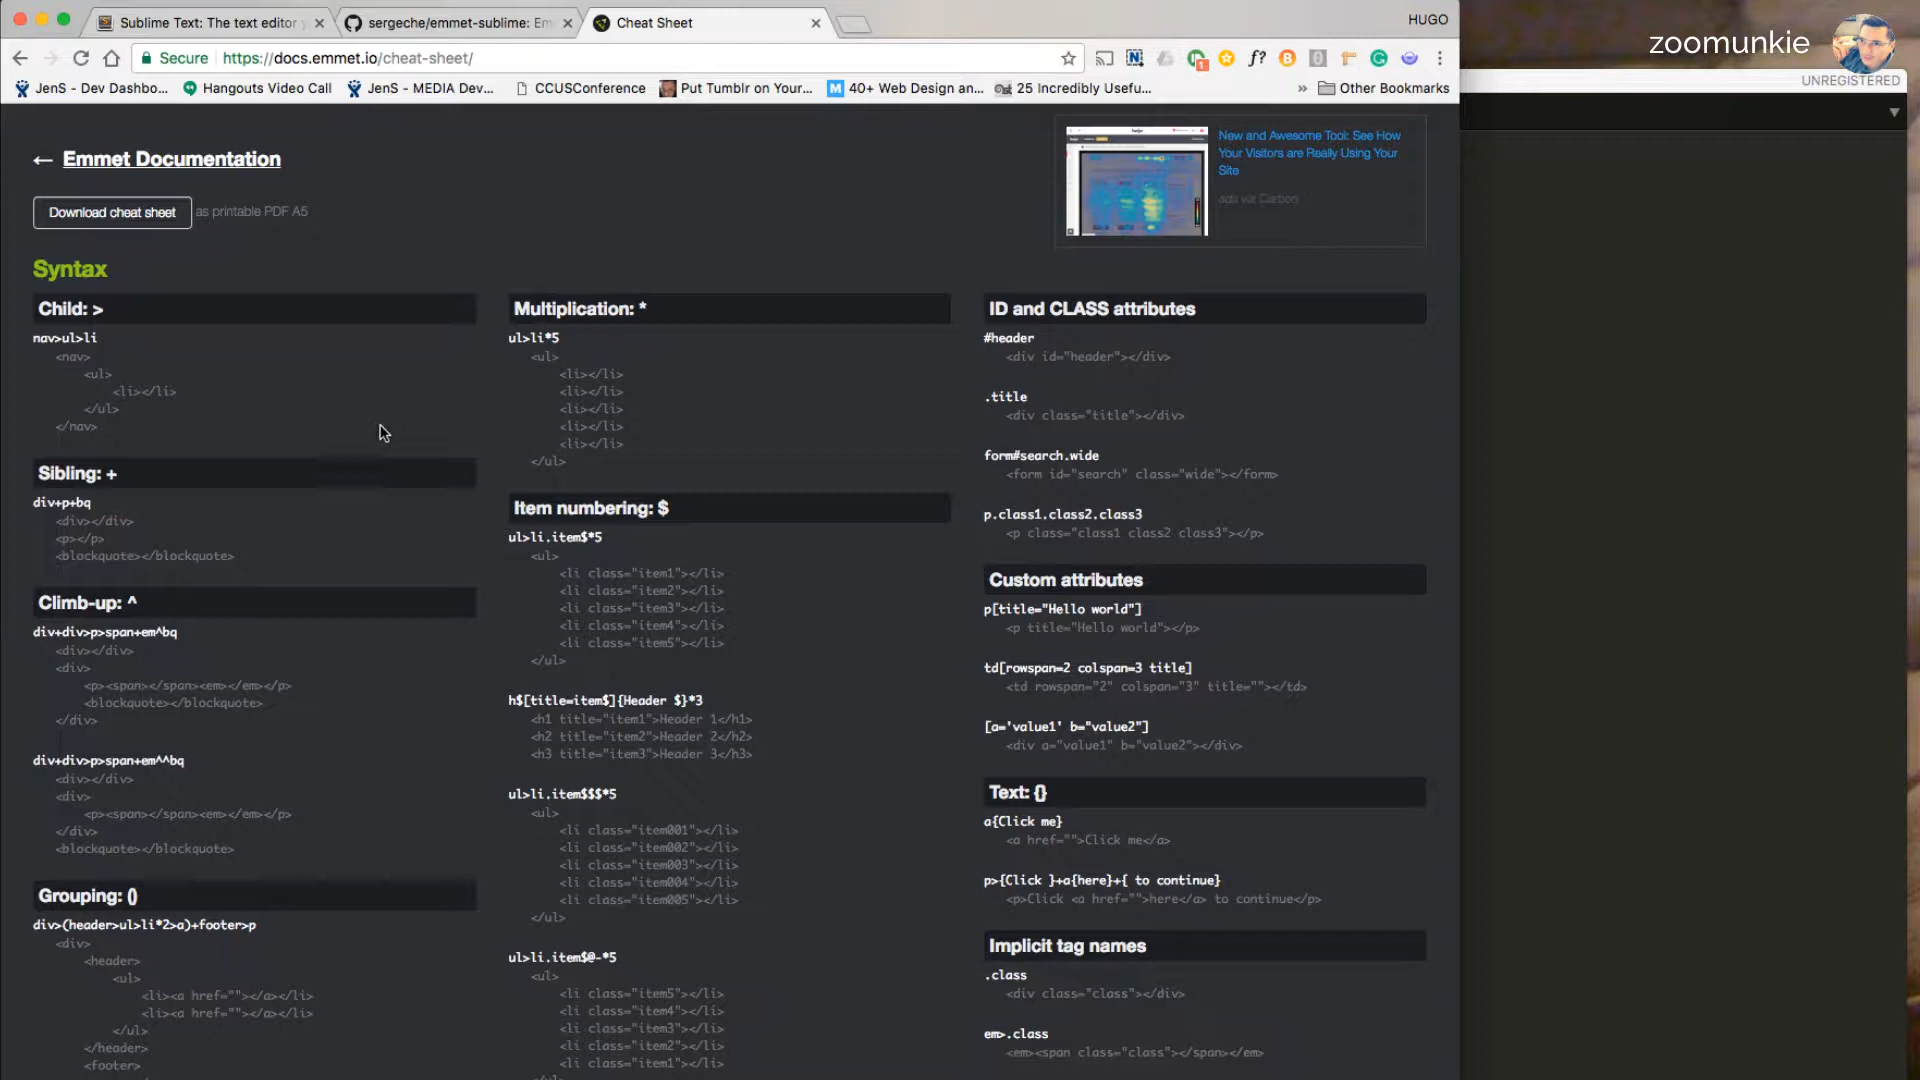 Sublime Text: The text editor
sergeche/emmet-sublime: Em
Cheat Sheet
HUGO
zoomunkie
Secure https://docs.emmet.io/cheat-sheet/
UNREGISTERED
JenS - Dev Dashbo...
Hangouts Video Call
JenS - MEDIA Dev...
CCUSConference
Put Tumblr on Your...
40+ Web Design an...
25 Incredibly Usefu...
» Other Bookmarks
← Emmet Documentation
New and Awesome Tool: See How
Your Visitors are Really Using Your
Site
ads via Carbon
Download cheat sheet as printable PDF A5
Syntax
Child: >
nav>ul>li
<nav>
<ul>
<li></li>
</ul>
</nav>
Sibling: +
div+p+bq
<div></div>
<p></p>
<blockquote></blockquote>
Climb-up: ^
div+div>p>span+em^bq
<div></div>
<div>
<p><span></span><em></em></p>
<blockquote></blockquote>
</div>
div+div>p>span+em^^bq
<div></div>
<div>
<p><span></span><em></em></p>
</div>
<blockquote></blockquote>
Grouping: ()
div>(header>ul>li*2>a)+footer>p
<div>
<header>
<ul>
<li><a href=""></a></li>
<li><a href=""></a></li>
</ul>
</header>
<footer>
Multiplication: *
ul>li*5
<ul>
<li></li>
<li></li>
<li></li>
<li></li>
<li></li>
</ul>
Item numbering: $
ul>li.item$*5
<ul>
<li class="item1"></li>
<li class="item2"></li>
<li class="item3"></li>
<li class="item4"></li>
<li class="item5"></li>
</ul>
h$[title=item$]{Header $}*3
<h1 title="item1">Header 1</h1>
<h2 title="item2">Header 2</h2>
<h3 title="item3">Header 3</h3>
ul>li.item$$$*5
<ul>
<li class="item001"></li>
<li class="item002"></li>
<li class="item003"></li>
<li class="item004"></li>
<li class="item005"></li>
</ul>
ul>li.item$@-*5
<ul>
<li class="item5"></li>
<li class="item4"></li>
<li class="item3"></li>
<li class="item2"></li>
<li class="item1"></li>
ID and CLASS attributes
#header
<div id="header"></div>
.title
<div class="title"></div>
form#search.wide
<form id="search" class="wide"></form>
p.class1.class2.class3
<p class="class1 class2 class3"></p>
Custom attributes
p[title="Hello world"]
<p title="Hello world"></p>
td[rowspan=2 colspan=3 title]
<td rowspan="2" colspan="3" title=""></td>
[a='value1' b="value2"]
<div a="value1" b="value2"></div>
Text: {}
a{Click me}
<a href="">Click me</a>
p>{Click }+a{here}+{ to continue}
<p>Click <a href="">here</a> to continue</p>
Implicit tag names
.class
<div class="class"></div>
em>.class
<em><span class="class"></span></em>